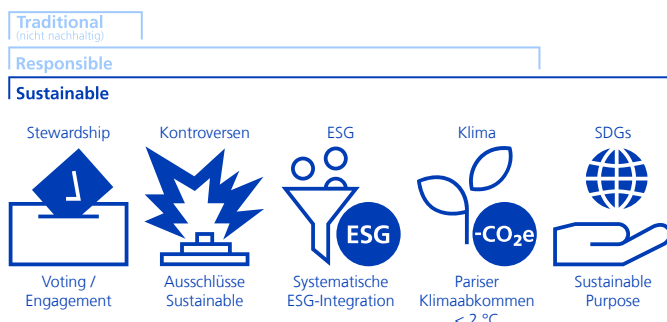 Traditional
(nicht nachhaltig)
Responsible
Sustainable
Stewardship
Kontroversen
ESG
Klima
SDGs
ESG
-CO₂e
Voting /
Engagement
Ausschlüsse
Sustainable
Systematische
ESG-Integration
Pariser
Klimaabkommen
< 2 °C
Sustainable
Purpose